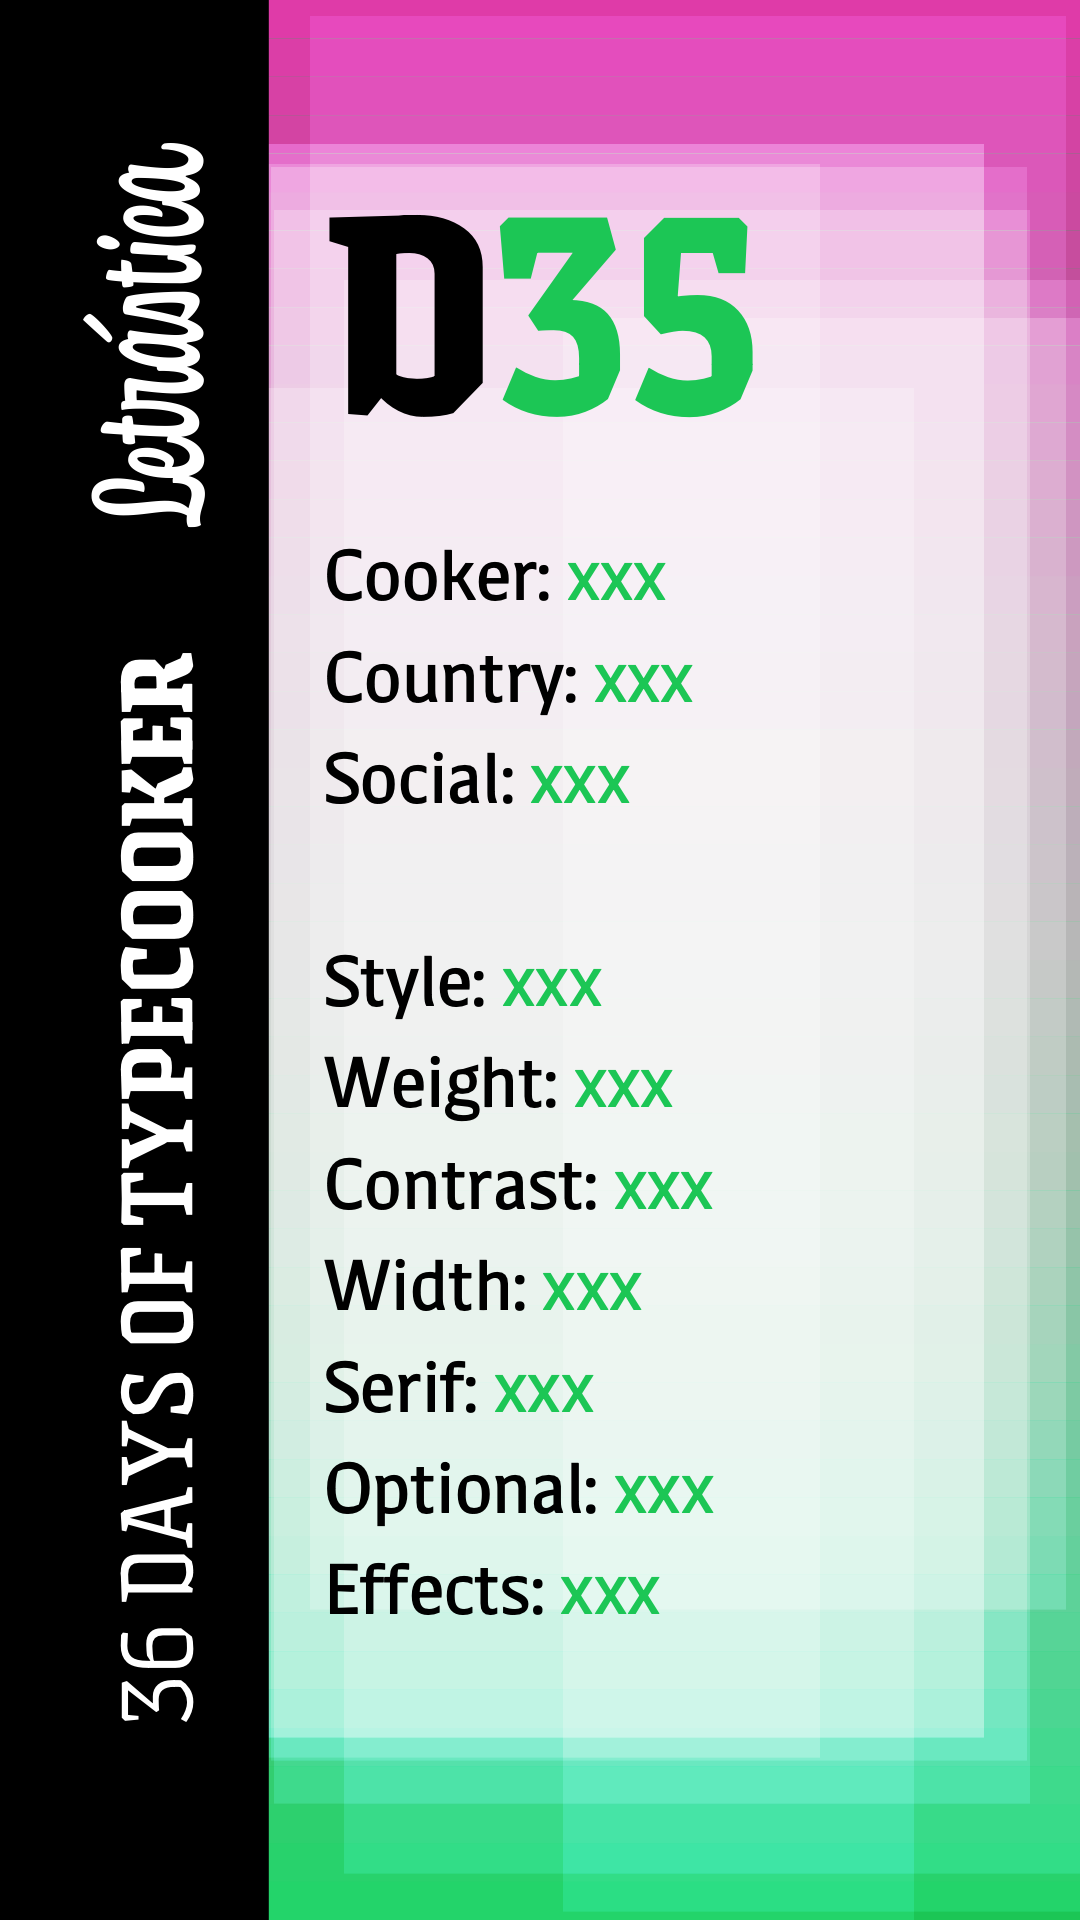 Letrástica
36 DAYS OF TYPECOOKER
D35
Cooker: xxx
Country: xxx
Social: xxx
Style: xxx
Weight: xxx
Contrast: xxx
Width: xxx
Serif: xxx
Optional: xxx
Effects: xxx